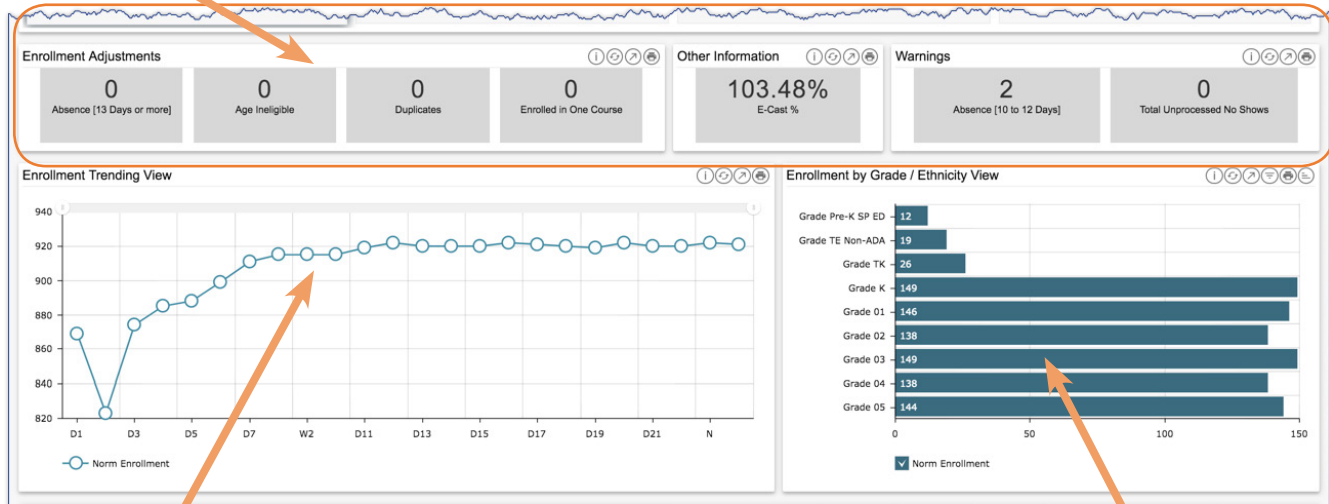 Enrollment Adjustments
0
Absence [13 Days or more]
0
Age Ineligible
0
Duplicates
0
Enrolled in One Course
Other Information
103.48%
E-Cast %
Warnings
2
Absence [10 to 12 Days]
0
Total Unprocessed No Shows
Enrollment Trending View
940
920
900
880
860
840
820
D1 D3 D5 D7 W2 D11 D13 D15 D17 D19 D21 N
Norm Enrollment
Enrollment by Grade / Ethnicity View
Grade Pre-K SP ED 12
Grade TE Non-ADA 19
Grade TK 26
Grade K 149
Grade 01 146
Grade 02 138
Grade 03 149
Grade 04 138
Grade 05 144
0 50 100 150
Norm Enrollment